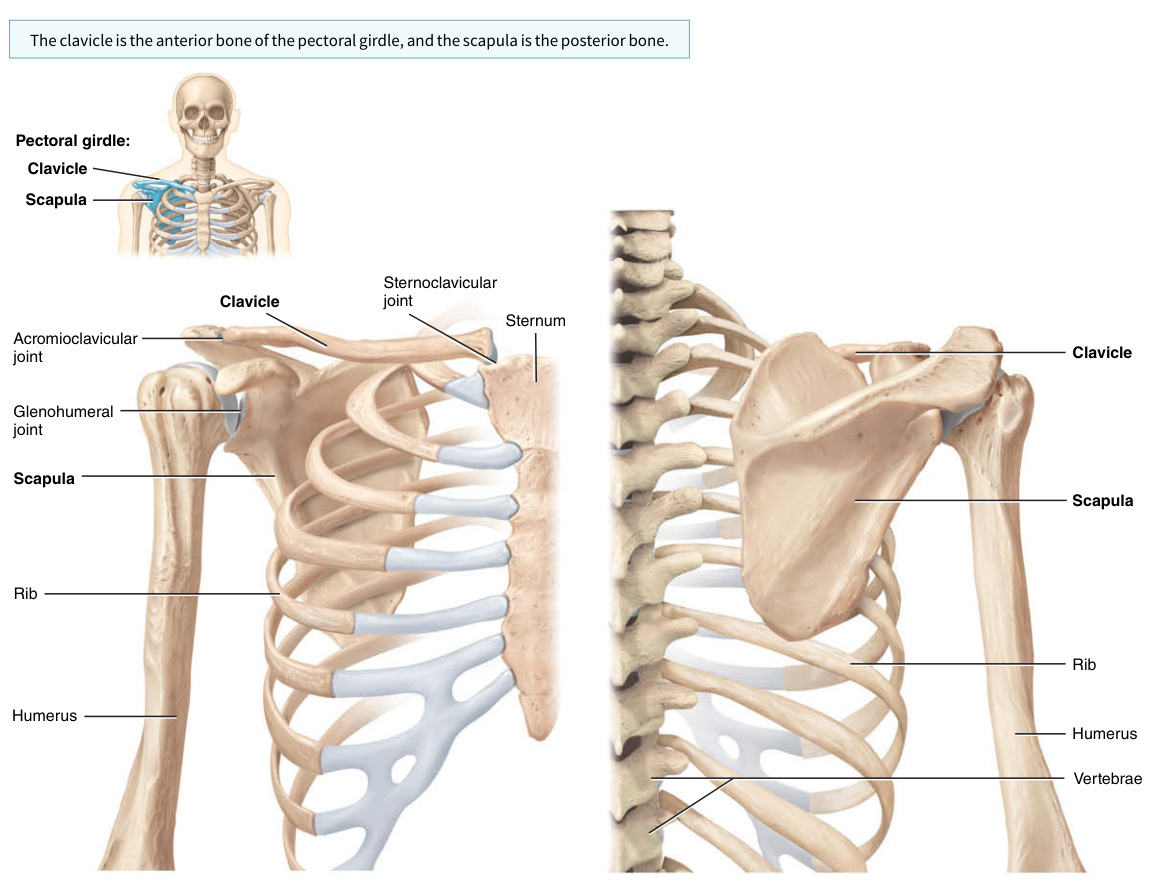 The clavicle is the anterior bone of the pectoral girdle, and the scapula is the posterior bone.
Pectoral girdle:
Clavicle
Scapula
Sternoclavicular
joint
Clavicle
Sternum
Acromioclavicular
joint
Glenohumeral
joint
Scapula
Rib
Humerus
Clavicle
Scapula
Rib
Humerus
Vertebrae